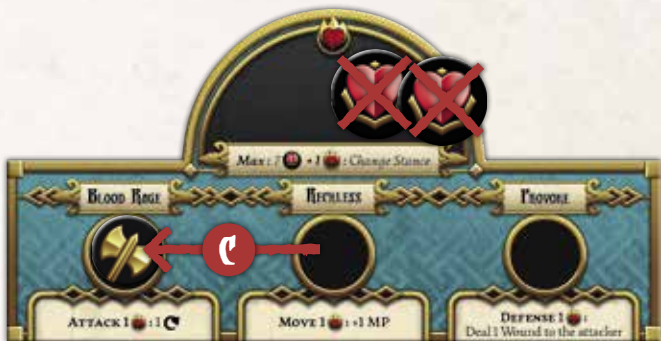 Max: 7 +1 : Change Stance
BLOOD RAGE
RECKLESS
PROVOKE
ATTACK 1 : 1
MOVE 1 : +1 MP
DEFENSE 1 :
Deal 1 Wound to the attacker